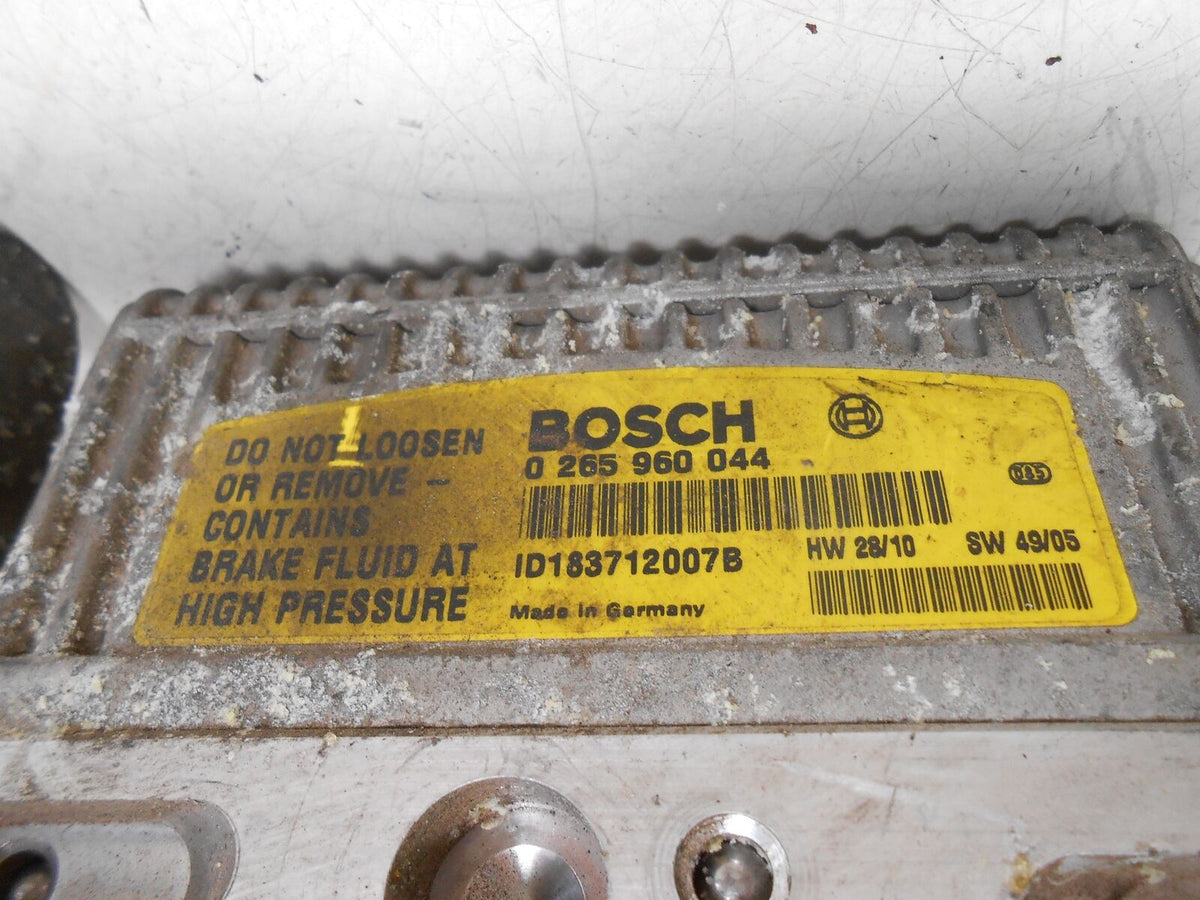 DO NOT LOOSEN
OR REMOVE –
CONTAINS
BRAKE FLUID AT
HIGH PRESSURE
BOSCH
0 265 960 044
ID183712007B
Made in Germany
085
HW 28/10 SW 49/05